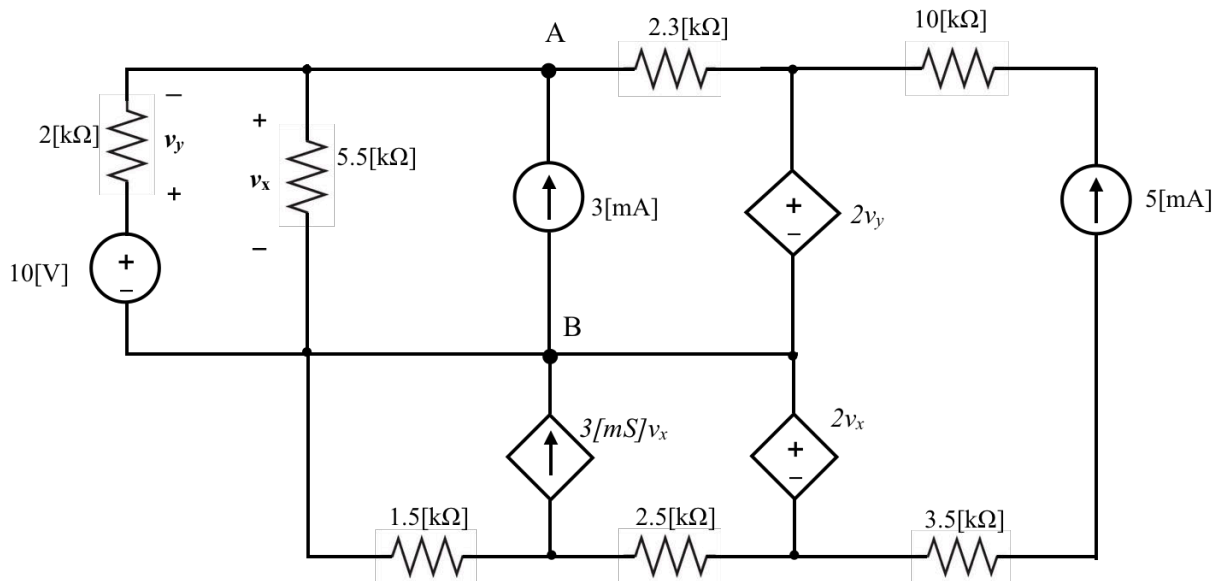 2.3[kΩ]
10[kΩ]
A
−
+
2[kΩ]
v_y
5.5[kΩ]
v_x
+
3[mA]
+
−
2v_y
5[mA]
−
10[V]
+
−
B
3[mS]v_x
2v_x
+
−
1.5[kΩ]
2.5[kΩ]
3.5[kΩ]